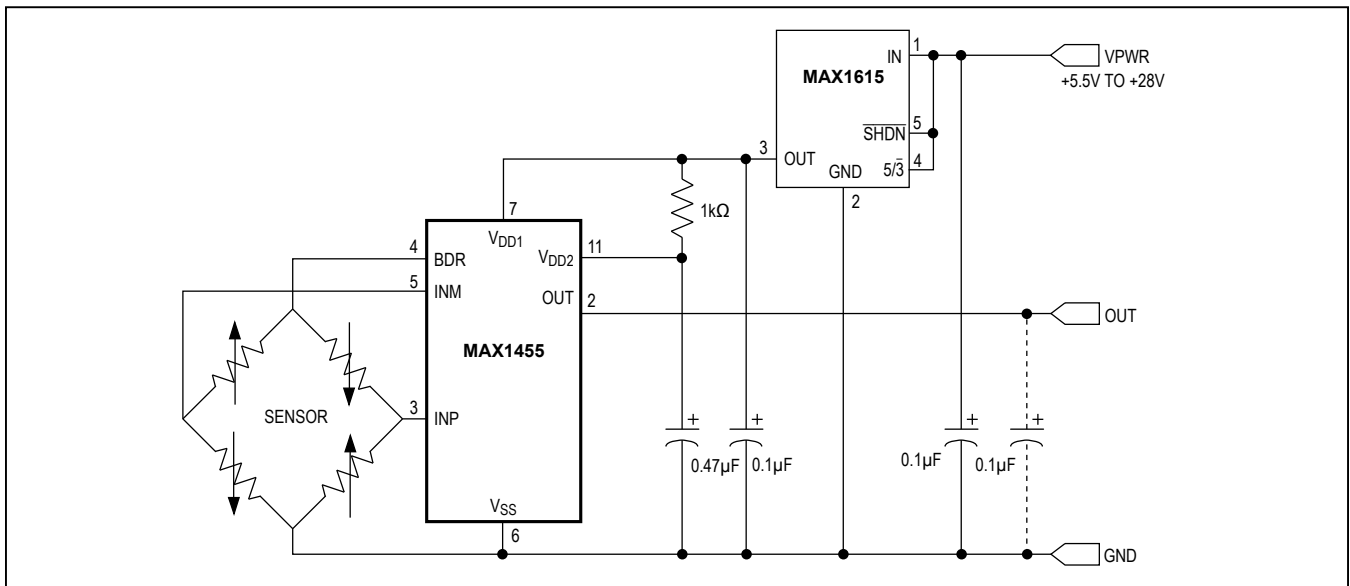 1
IN
VPWR
MAX1615
+5.5V TO +28V
5
SHDN
3
OUT
5/3
4
GND
2
1kΩ
7
VDD1
4
BDR
11
VDD2
5
INM
OUT
2
OUT
MAX1455
3
INP
SENSOR
+
+
+
+
0.47µF
0.1µF
0.1µF
0.1µF
VSS
6
GND